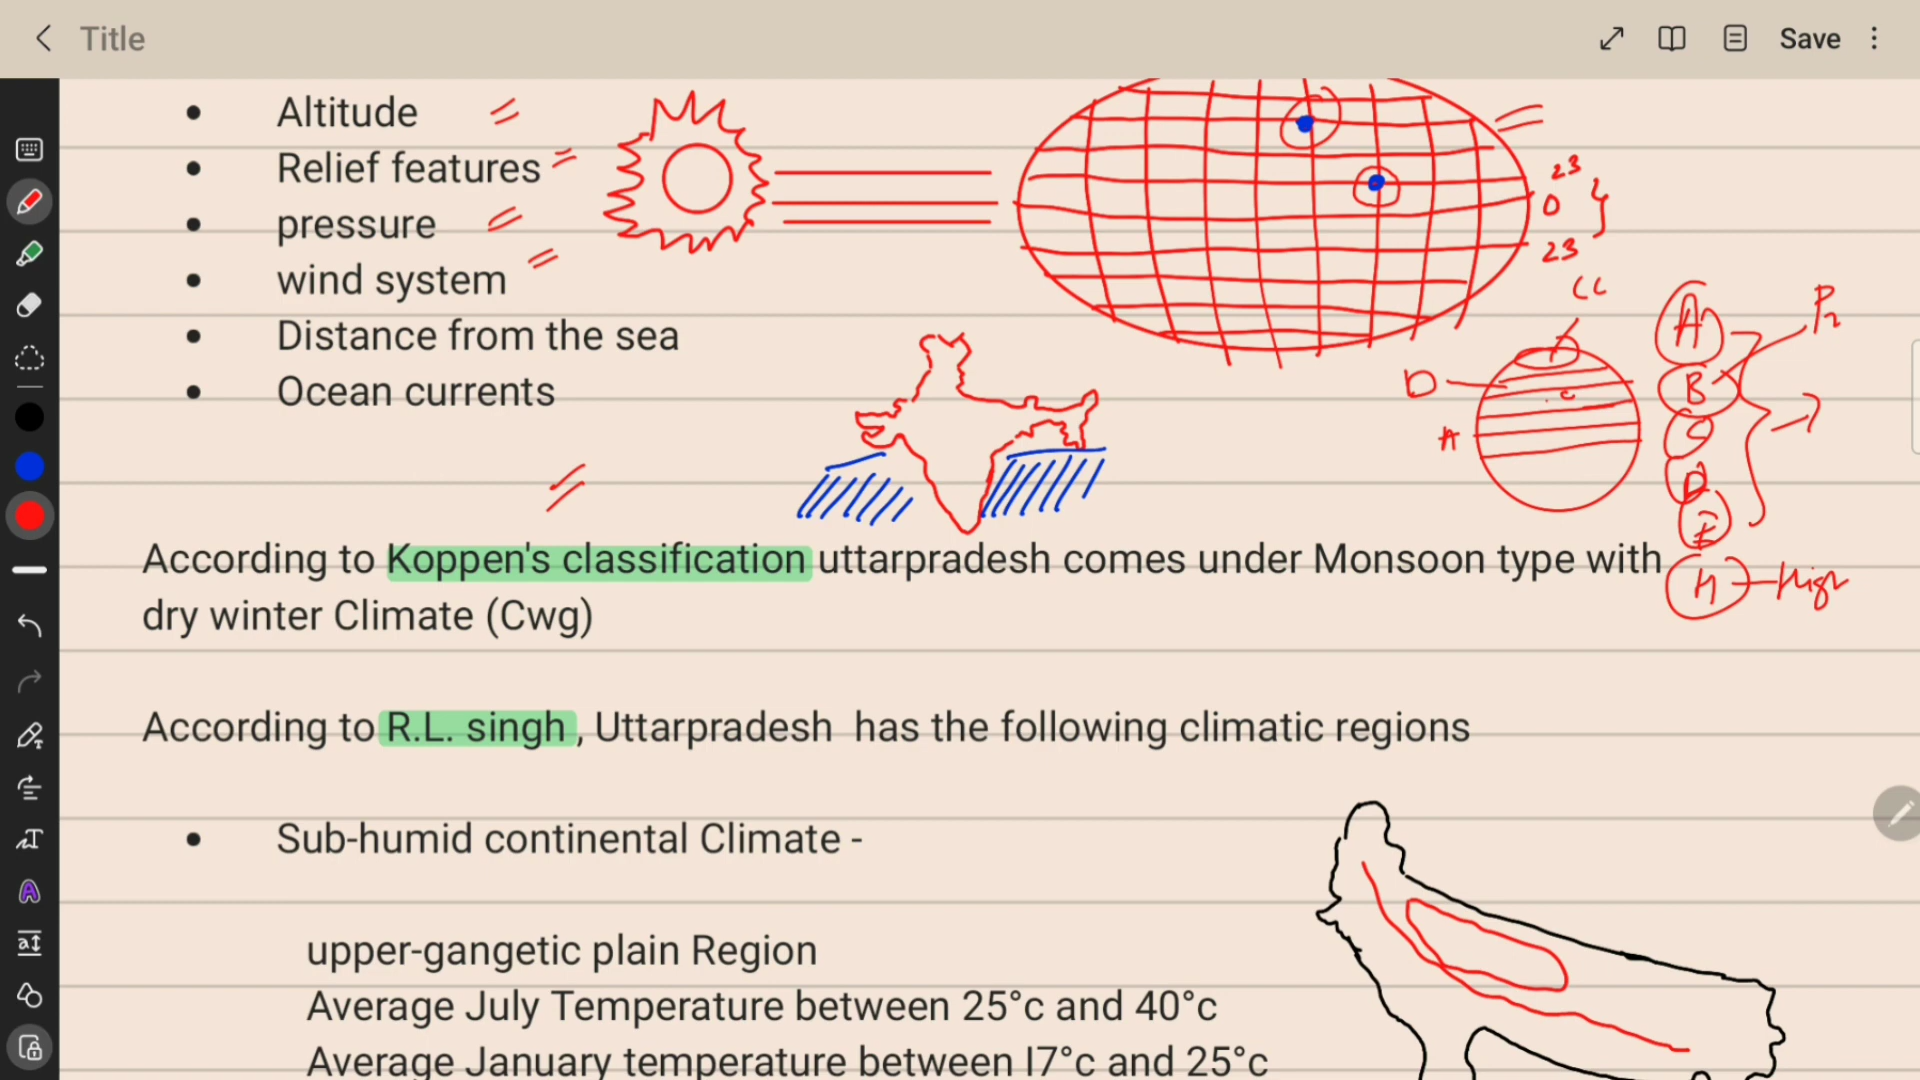 Title
Save
Altitude
Relief features
pressure
wind system
Distance from the sea
Ocean currents
23
0
23
A
B
C
D
E
H High
D
C
A
According to Koppen's classification uttarpradesh comes under Monsoon type with
dry winter Climate (Cwg)
According to R.L. singh, Uttarpradesh has the following climatic regions
Sub-humid continental Climate -
upper-gangetic plain Region
Average July Temperature between 25°c and 40°c
Average January temperature between I7°c and 25°c